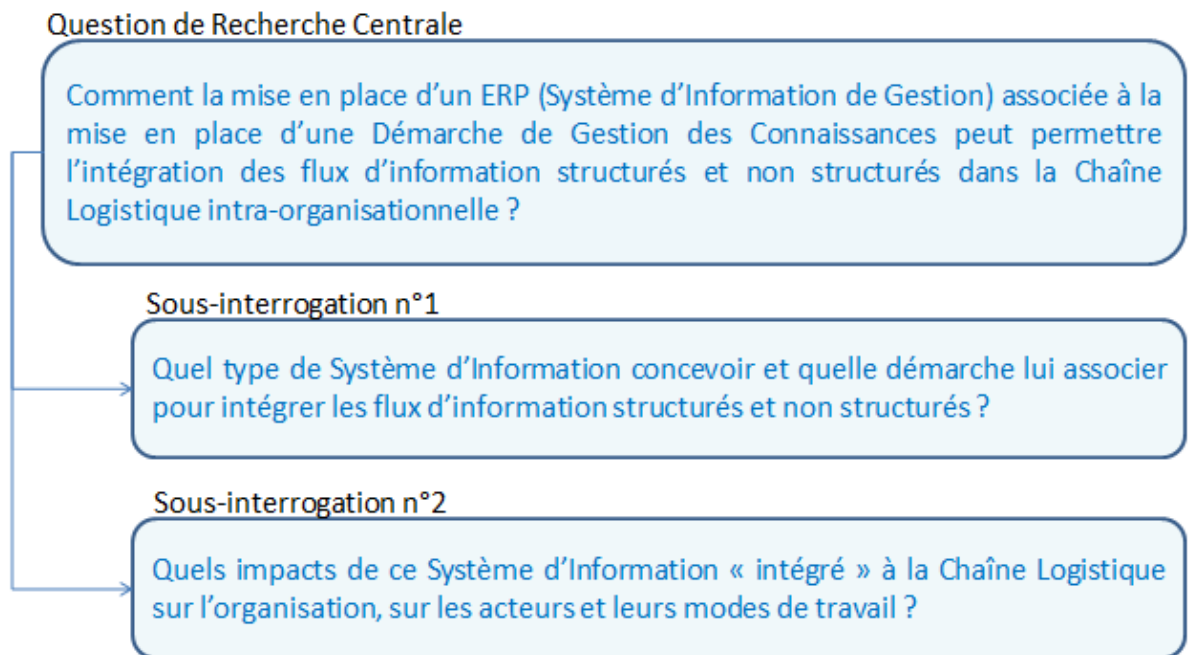 Question de Recherche Centrale
Comment la mise en place d’un ERP (Système d’Information de Gestion) associée à la
mise en place d’une Démarche de Gestion des Connaissances peut permettre
l’intégration des flux d’information structurés et non structurés dans la Chaîne
Logistique intra-organisationnelle ?
Sous-interrogation n°1
Quel type de Système d’Information concevoir et quelle démarche lui associer
pour intégrer les flux d’information structurés et non structurés ?
Sous-interrogation n°2
Quels impacts de ce Système d’Information « intégré » à la Chaîne Logistique
sur l’organisation, sur les acteurs et leurs modes de travail ?